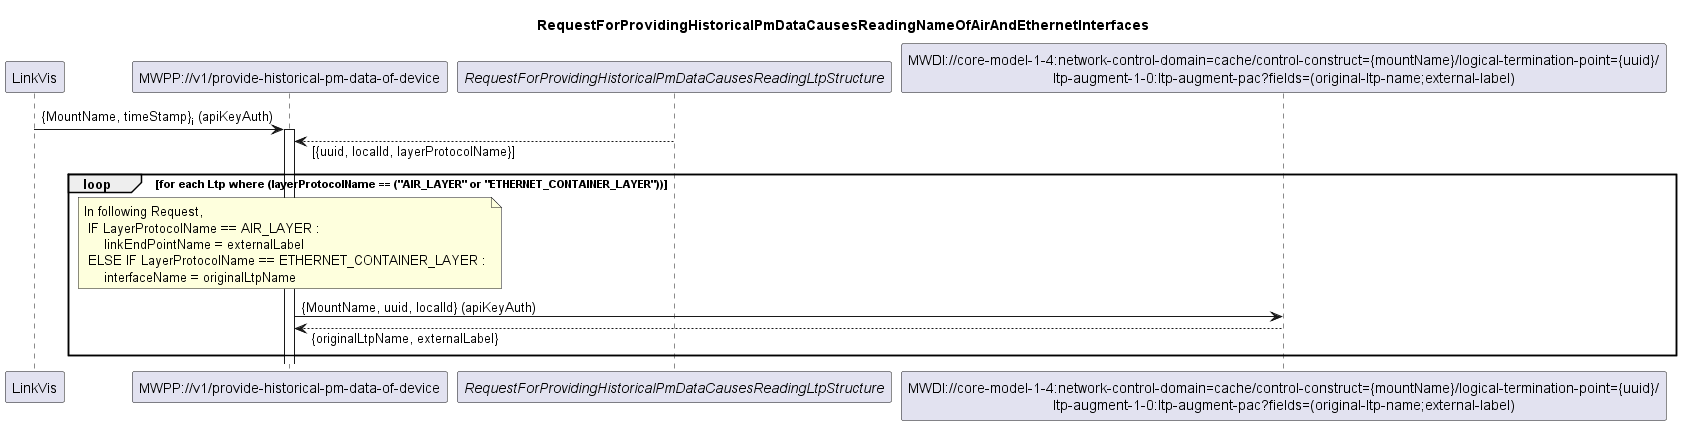 RequestForProvidingHistoricalPmDataCausesReadingNameOfAirAndEthernetInterfaces
LinkVis
MWPP://v1/provide-historical-pm-data-of-device
RequestForProvidingHistoricalPmDataCausesReadingLtpStructure
MWDI://core-model-1-4:network-control-domain=cache/control-construct={mountName}/logical-termination-point={uuid}/
ltp-augment-1-0:ltp-augment-pac?fields=(original-ltp-name;external-label)
{MountName, timeStamp}i (apiKeyAuth)
[{uuid, localId, layerProtocolName}]
loop [for each Ltp where (layerProtocolName == ("AIR_LAYER" or "ETHERNET_CONTAINER_LAYER"))]
In following Request,
IF LayerProtocolName == AIR_LAYER :
linkEndPointName = externalLabel
ELSE IF LayerProtocolName == ETHERNET_CONTAINER_LAYER :
interfaceName = originalLtpName
{MountName, uuid, localId} (apiKeyAuth)
{originalLtpName, externalLabel}
LinkVis
MWPP://v1/provide-historical-pm-data-of-device
RequestForProvidingHistoricalPmDataCausesReadingLtpStructure
MWDI://core-model-1-4:network-control-domain=cache/control-construct={mountName}/logical-termination-point={uuid}/
ltp-augment-1-0:ltp-augment-pac?fields=(original-ltp-name;external-label)